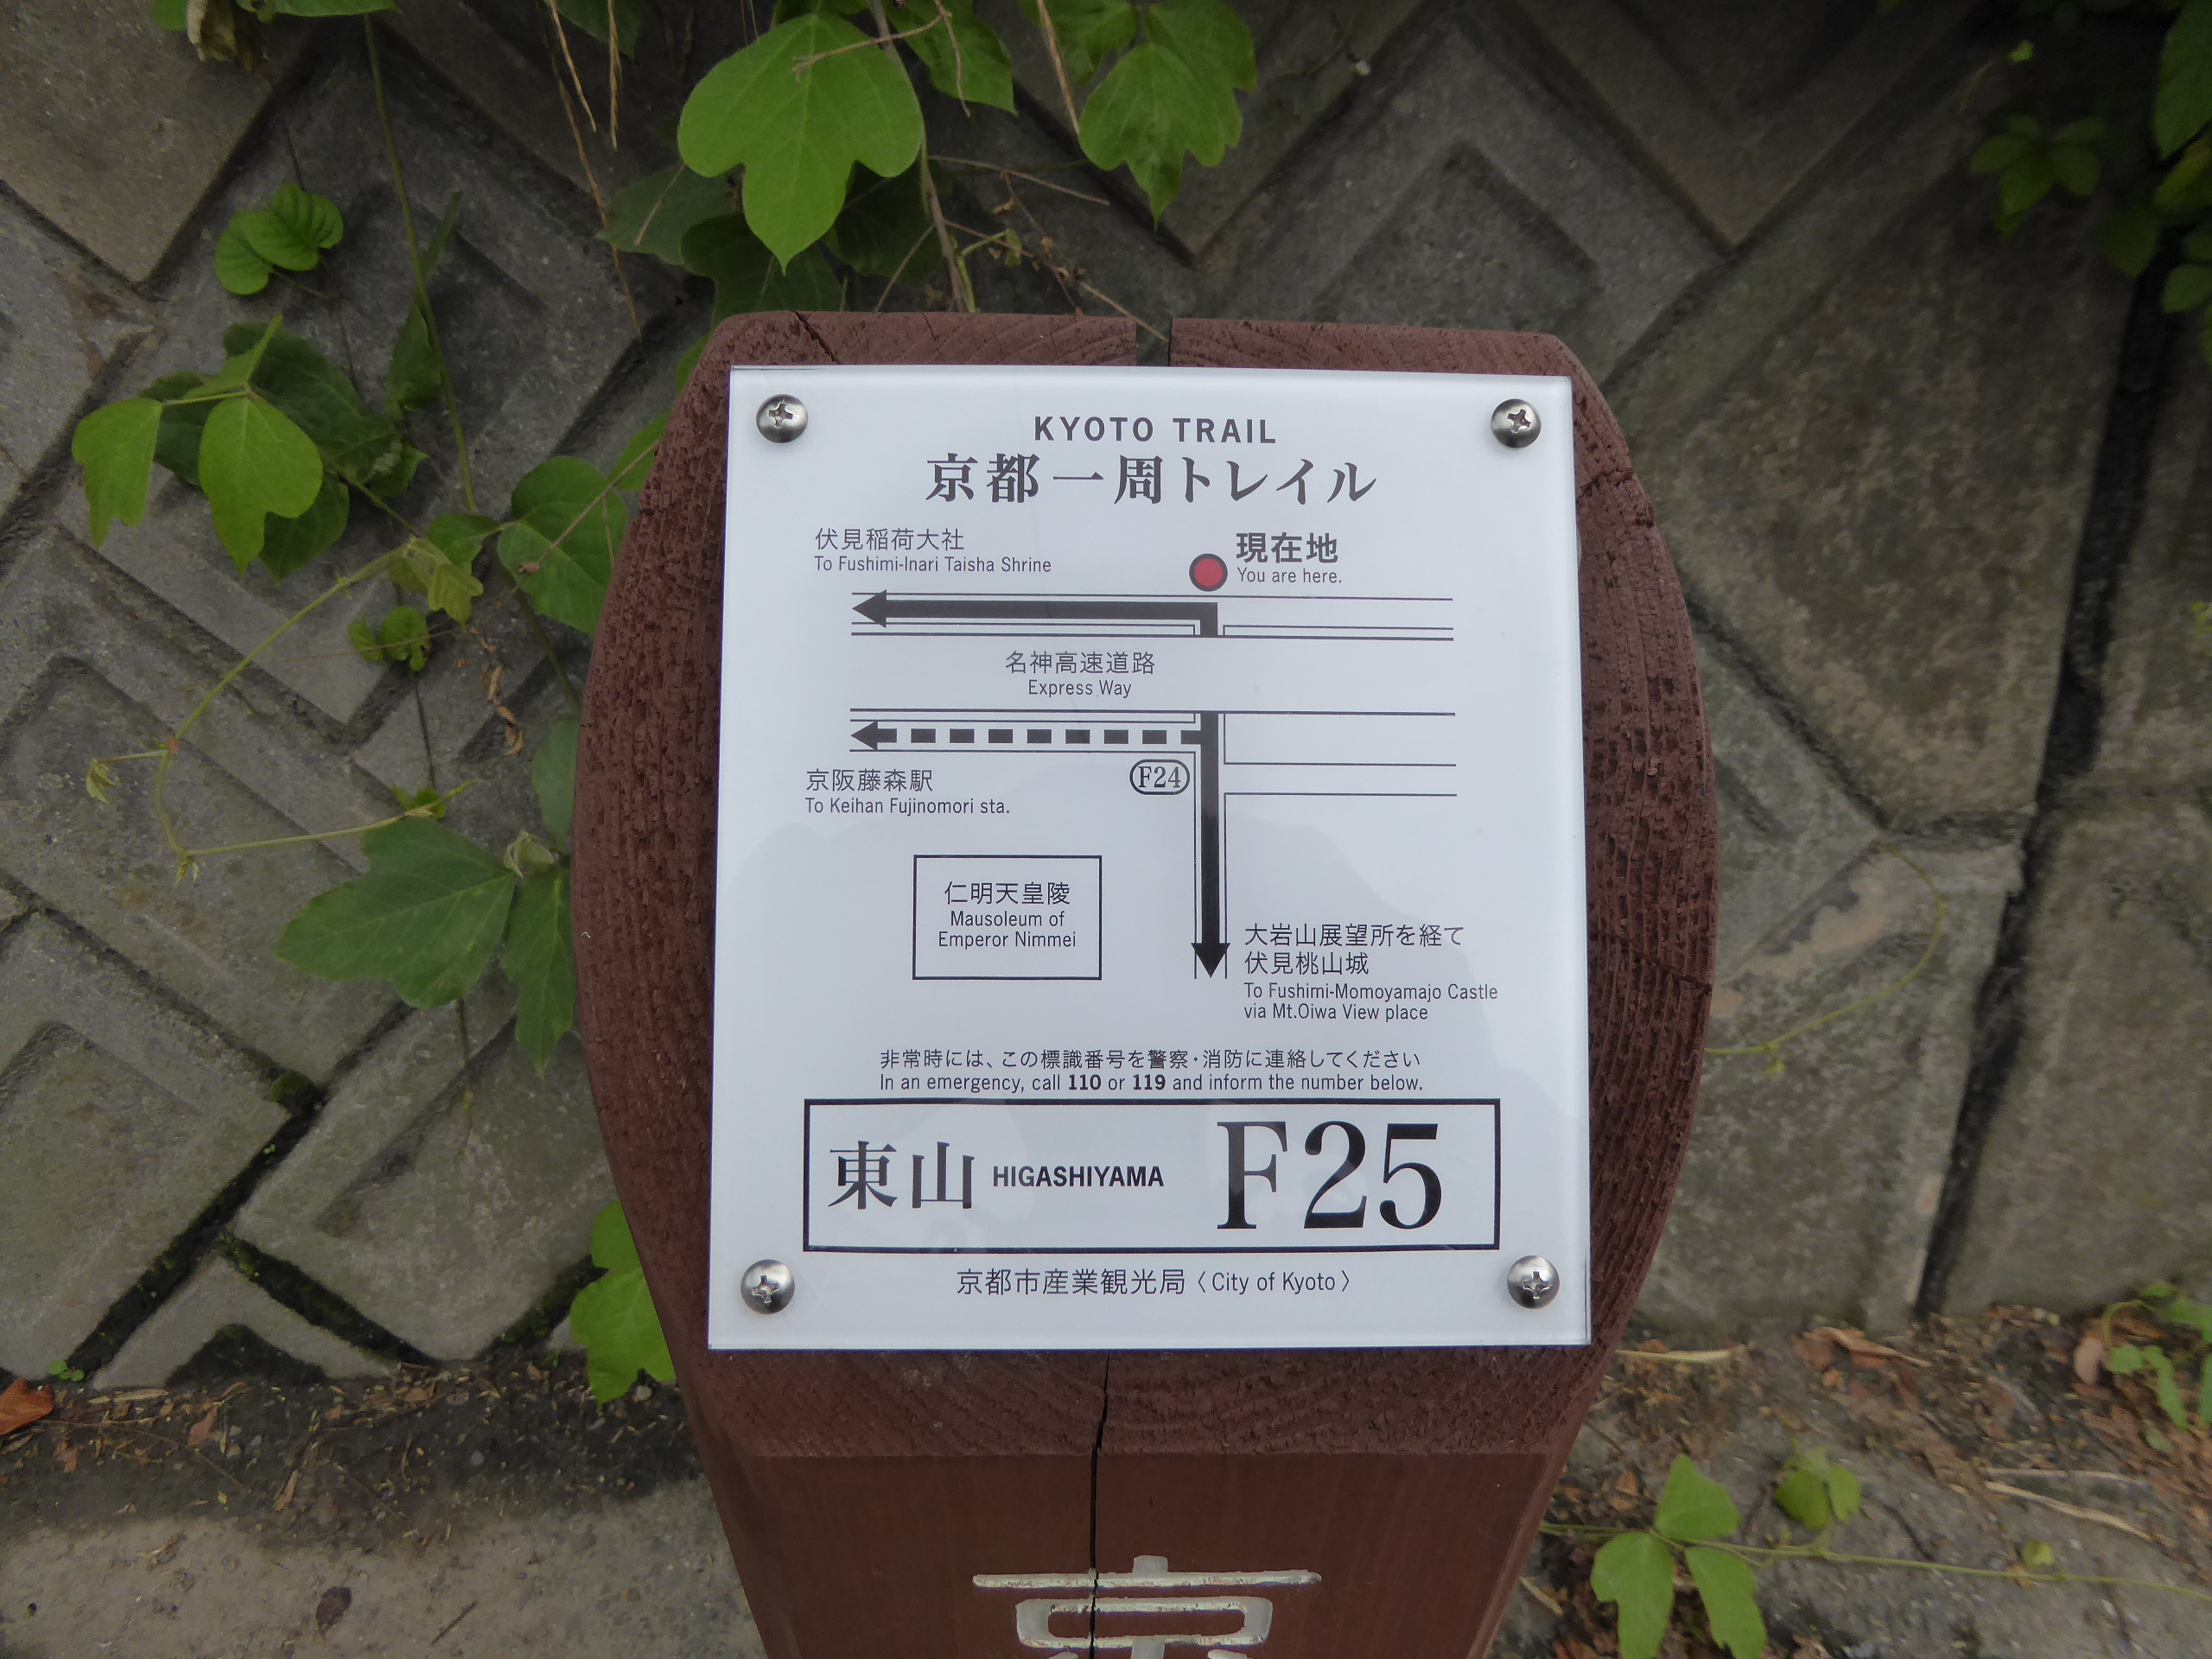 KYOTO TRAIL
京都一周トレイル
伏見稲荷大社
To Fushimi-Inari Taisha Shrine
現在地
You are here.
名神高速道路
Express Way
京阪藤森駅
To Keihan Fujinomori sta.
F24
仁明天皇陵
Mausoleum of
Emperor Nimmei
大岩山展望所を経て
伏見桃山城
To Fushimi-Momoyamajo Castle
via Mt.Oiwa View place
非常時には、この標識番号を警察・消防に連絡してください
In an emergency, call 110 or 119 and inform the number below.
東山 HIGASHIYAMA F25
京都市産業観光局〈City of Kyoto〉